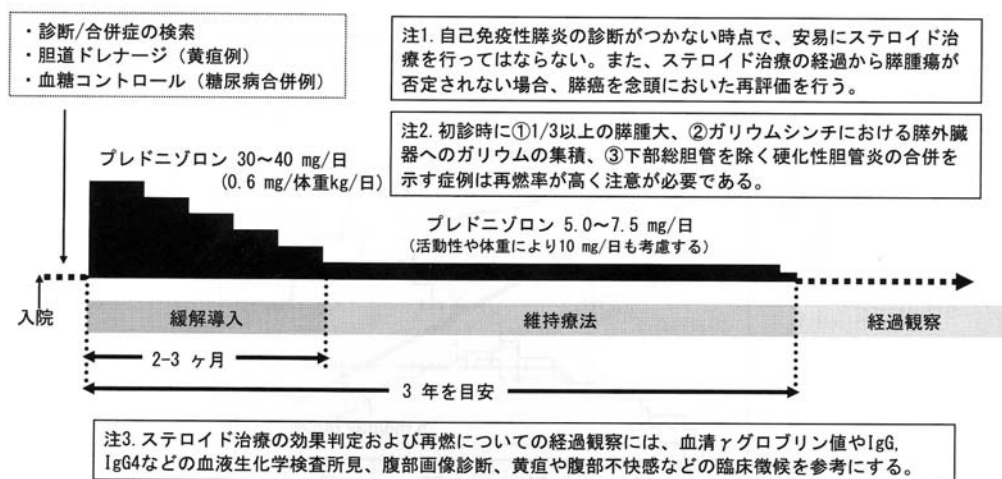 ・診断/合併症の検索
・胆道ドレナージ（黄疸例）
・血糖コントロール（糖尿病合併例）
注1. 自己免疫性膵炎の診断がつかない時点で、安易にステロイド治
療を行ってはならない。また、ステロイド治療の経過から膵腫瘍が
否定されない場合、膵癌を念頭においた再評価を行う。
注2. 初診時に①1/3以上の膵腫大、②ガリウムシンチにおける膵外臓
器へのガリウムの集積、③下部総胆管を除く硬化性胆管炎の合併を
示す症例は再燃率が高く注意が必要である。
プレドニゾロン 30～40 mg/日
(0.6 mg/体重kg/日)
プレドニゾロン 5.0～7.5 mg/日
(活動性や体重により10 mg/日も考慮する)
入院
緩解導入
維持療法
経過観察
2-3 ヶ月
3 年を目安
注3. ステロイド治療の効果判定および再燃についての経過観察には、血清γグロブリン値やIgG,
IgG4などの血液生化学検査所見、腹部画像診断、黄疸や腹部不快感などの臨床徴候を参考にする。